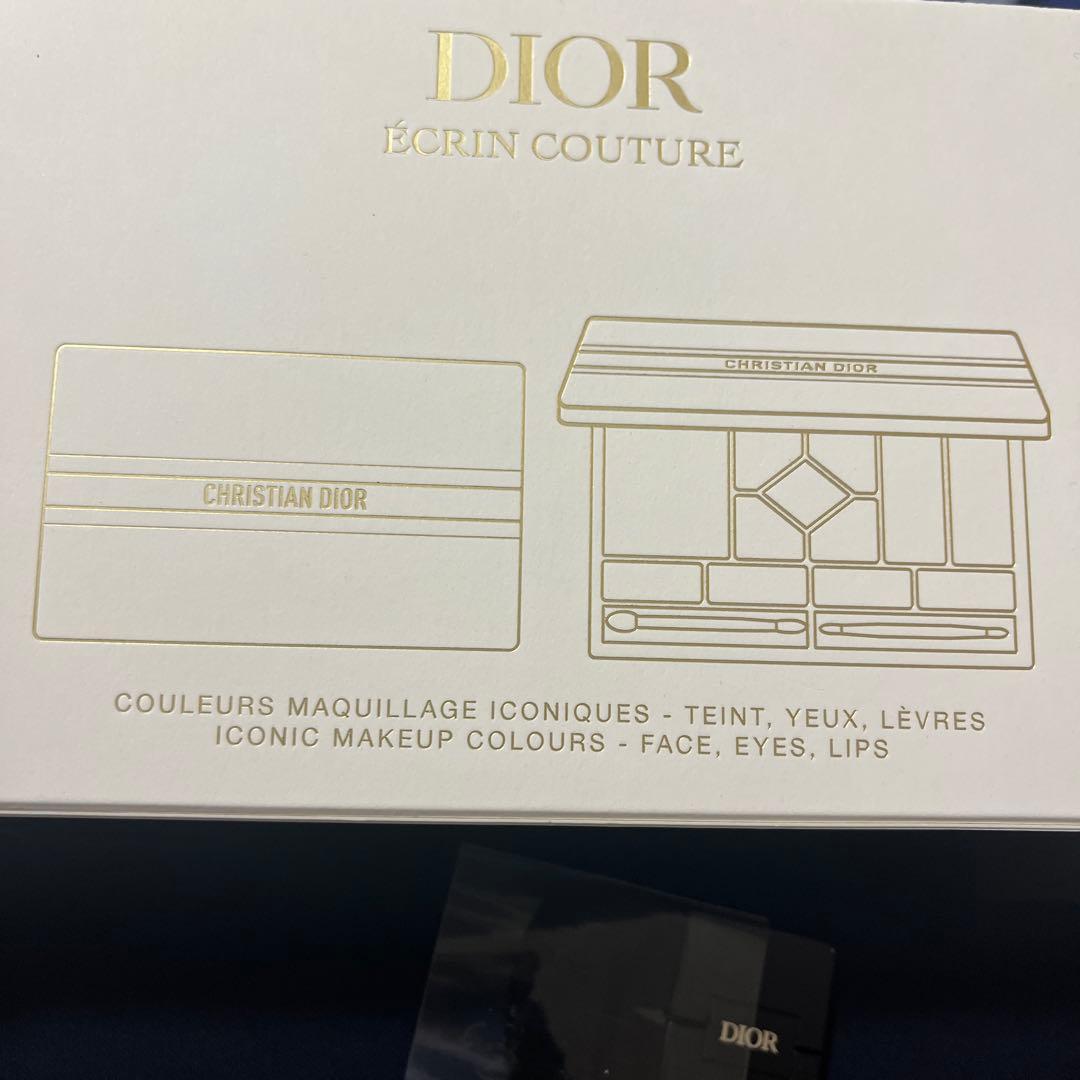 DIOR
ÉCRIN COUTURE
CHRISTIAN DIOR
CHRISTIAN DIOR
COULEURS MAQUILLAGE ICONIQUES - TEINT, YEUX, LÈVRES
ICONIC MAKEUP COLOURS - FACE, EYES, LIPS
DIOR